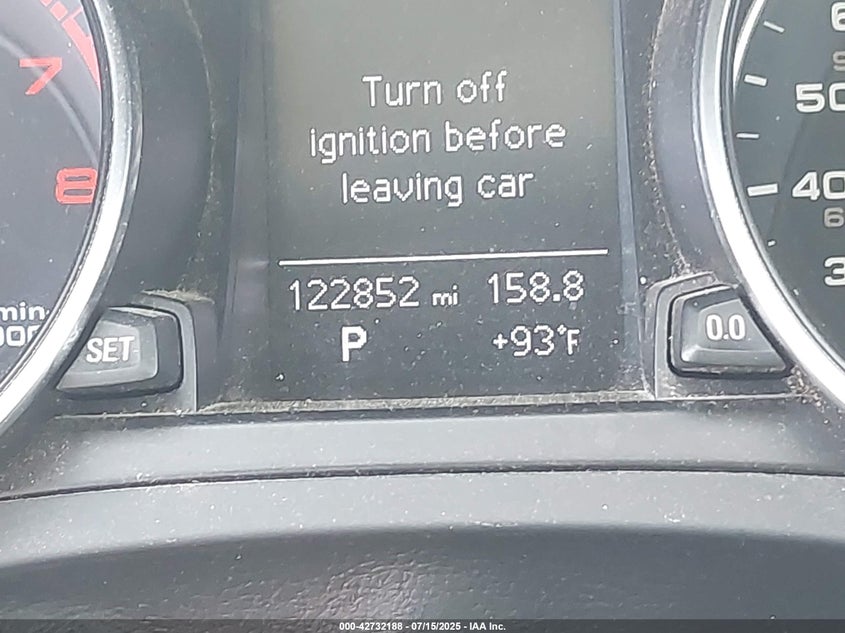 7
8
min
SET
Turn off
ignition before
leaving car
122852 mi 158.8
P +93°F
0.0
50
40
000-42732188 - 07/15/2025 - IAA Inc.